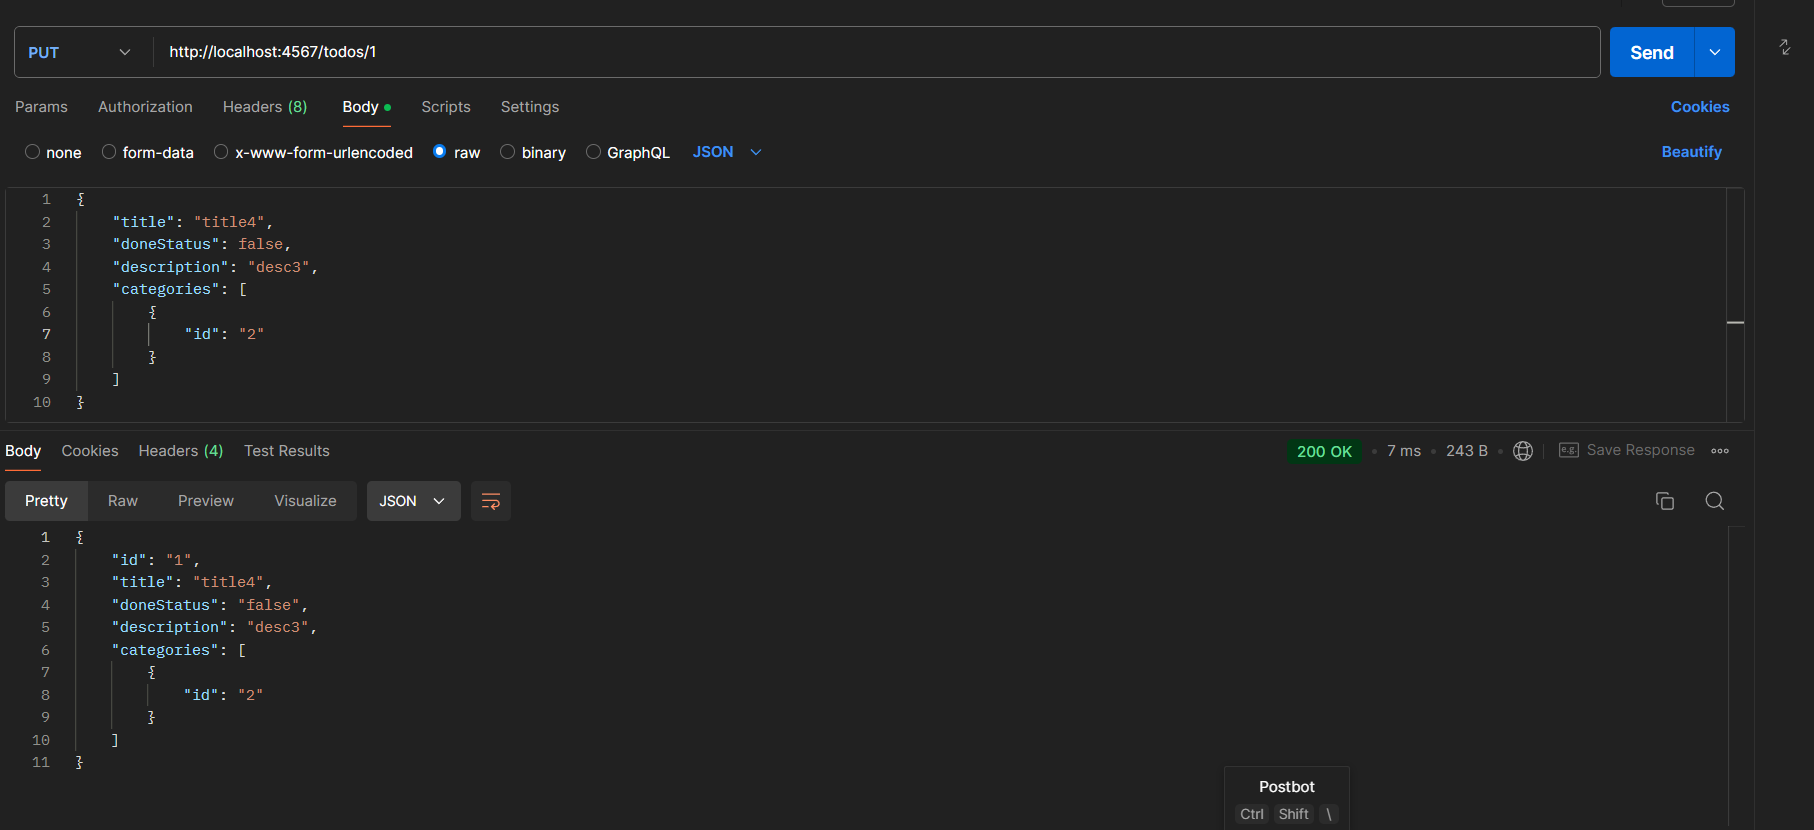 PUT http://localhost:4567/todos/1 Send
Params Authorization Headers (8) Body Scripts Settings Cookies
none form-data x-www-form-urlencoded raw binary GraphQL JSON Beautify
1 {
2 "title": "title4",
3 "doneStatus": false,
4 "description": "desc3",
5 "categories": [
6 {
7 "id": "2"
8 }
9 ]
10 }
Body Cookies Headers (4) Test Results 200 OK • 7 ms • 243 B • e.g. Save Response
Pretty Raw Preview Visualize JSON
1 {
2 "id": "1",
3 "title": "title4",
4 "doneStatus": "false",
5 "description": "desc3",
6 "categories": [
7 {
8 "id": "2"
9 }
10 ]
11 }
Postbot
Ctrl Shift \